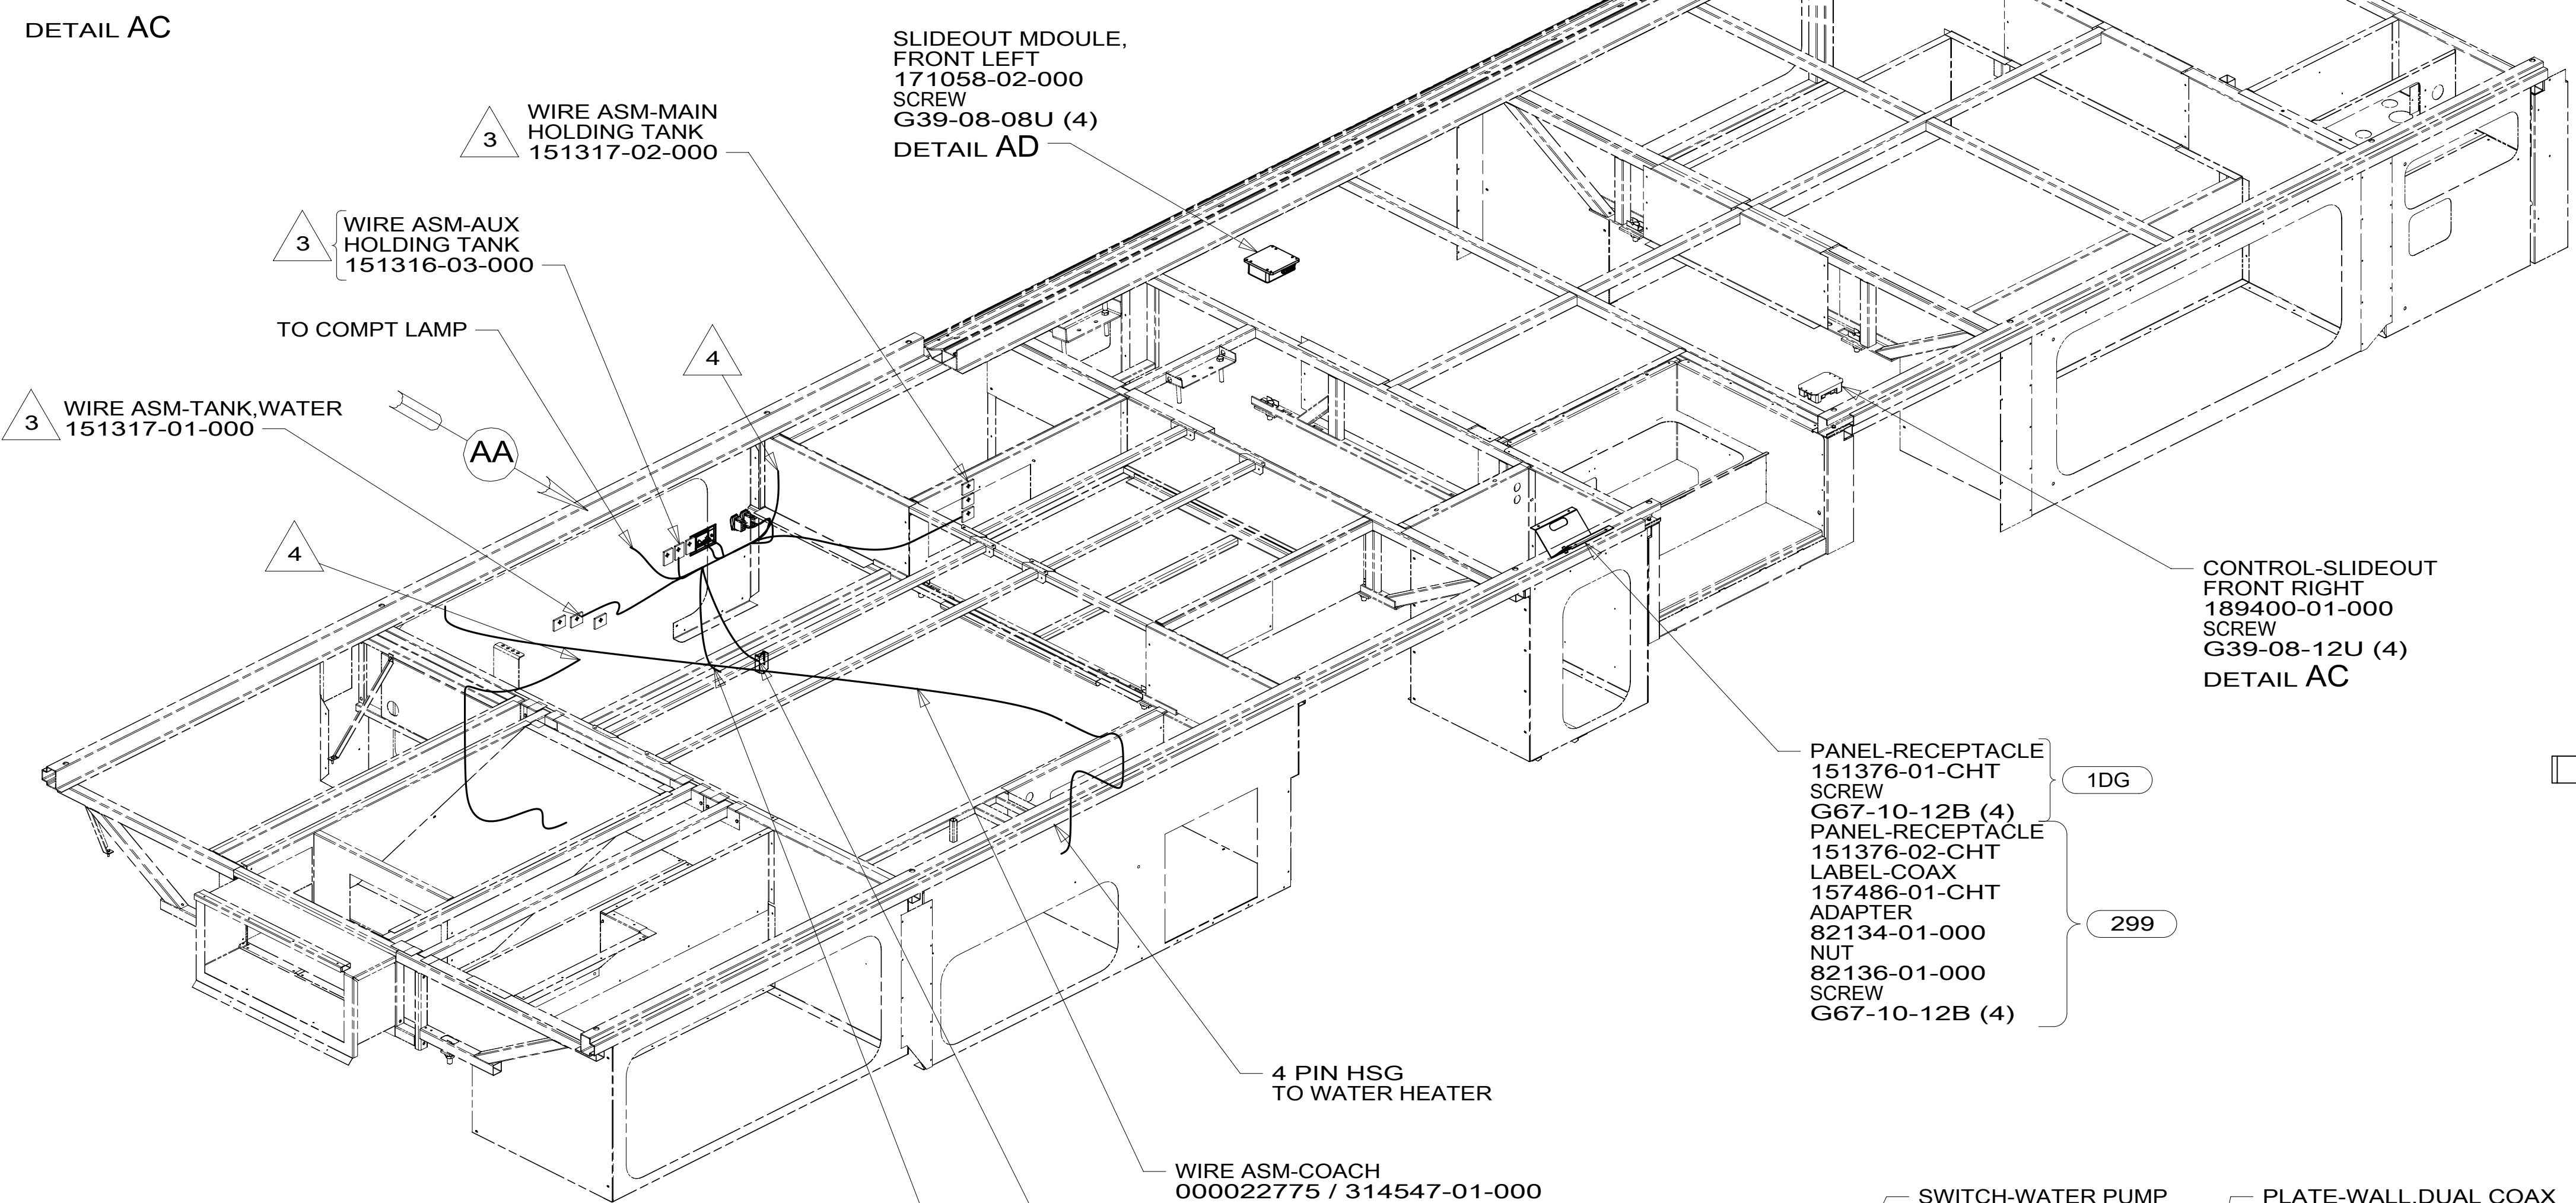 DETAIL AC
SLIDEOUT MDOULE,
FRONT LEFT
171058-02-000
SCREW
G39-08-08U (4)
DETAIL AD
3
WIRE ASM-MAIN
HOLDING TANK
151317-02-000
3
WIRE ASM-AUX
HOLDING TANK
151316-03-000
TO COMPT LAMP
4
3
WIRE ASM-TANK,WATER
151317-01-000
AA
4
CONTROL-SLIDEOUT
FRONT RIGHT
189400-01-000
SCREW
G39-08-12U (4)
DETAIL AC
PANEL-RECEPTACLE
151376-01-CHT
SCREW
G67-10-12B (4)
1DG
PANEL-RECEPTACLE
151376-02-CHT
LABEL-COAX
157486-01-CHT
ADAPTER
82134-01-000
NUT
82136-01-000
SCREW
G67-10-12B (4)
299
4 PIN HSG
TO WATER HEATER
WIRE ASM-COACH
000022775 / 314547-01-000
SWITCH-WATER PUMP
PLATE-WALL,DUAL COAX